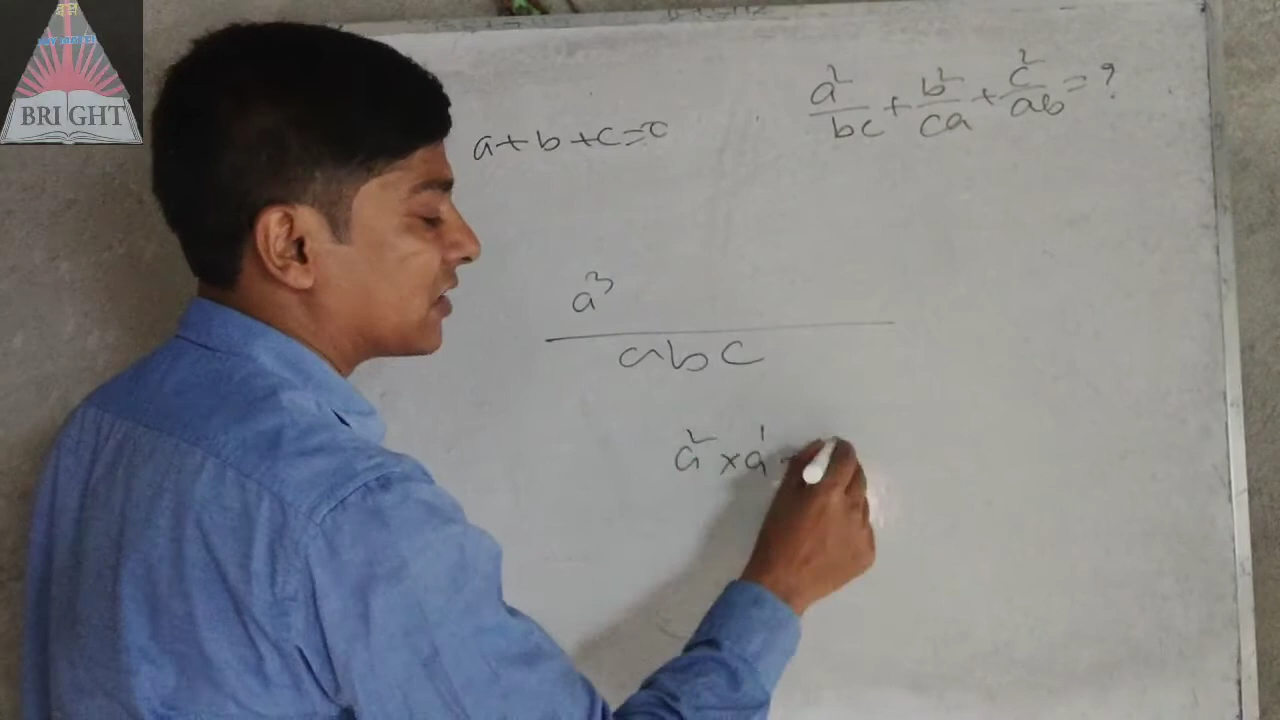 BRIGHT
a+b+c=0
a²/bc + b²/ca + c²/ab = ?
a³
abc
a² × a¹